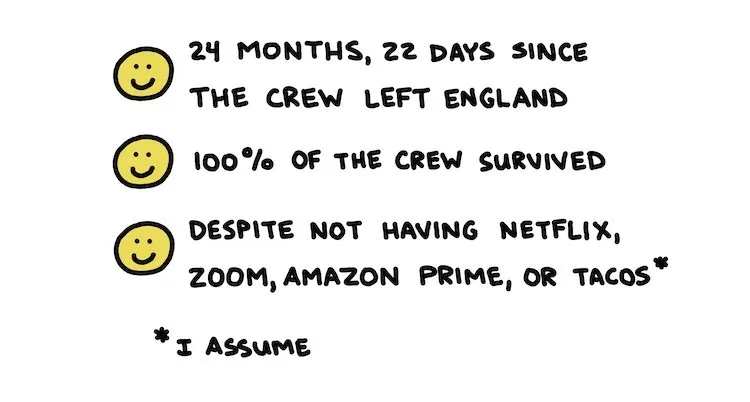 24 MONTHS, 22 DAYS SINCE
THE CREW LEFT ENGLAND
100% OF THE CREW SURVIVED
DESPITE NOT HAVING NETFLIX,
ZOOM, AMAZON PRIME, OR TACOS*
*I ASSUME